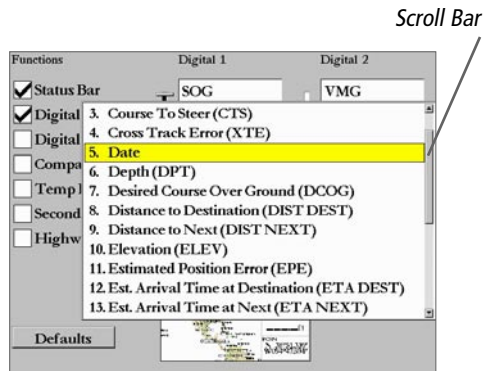 Scroll Bar
Functions Digital 1 Digital 2
Status Bar SOG VMG
Digital
3. Course To Steer (CTS)
4. Cross Track Error (XTE)
Digital
5. Date
6. Depth (DPT)
Compa
7. Desired Course Over Ground (DCOG)
Temp
8. Distance to Destination (DIST DEST)
Second
9. Distance to Next (DIST NEXT)
Highw
10. Elevation (ELEV)
11. Estimated Position Error (EPE)
12. Est. Arrival Time at Destination (ETA DEST)
13. Est. Arrival Time at Next (ETA NEXT)
Defaults